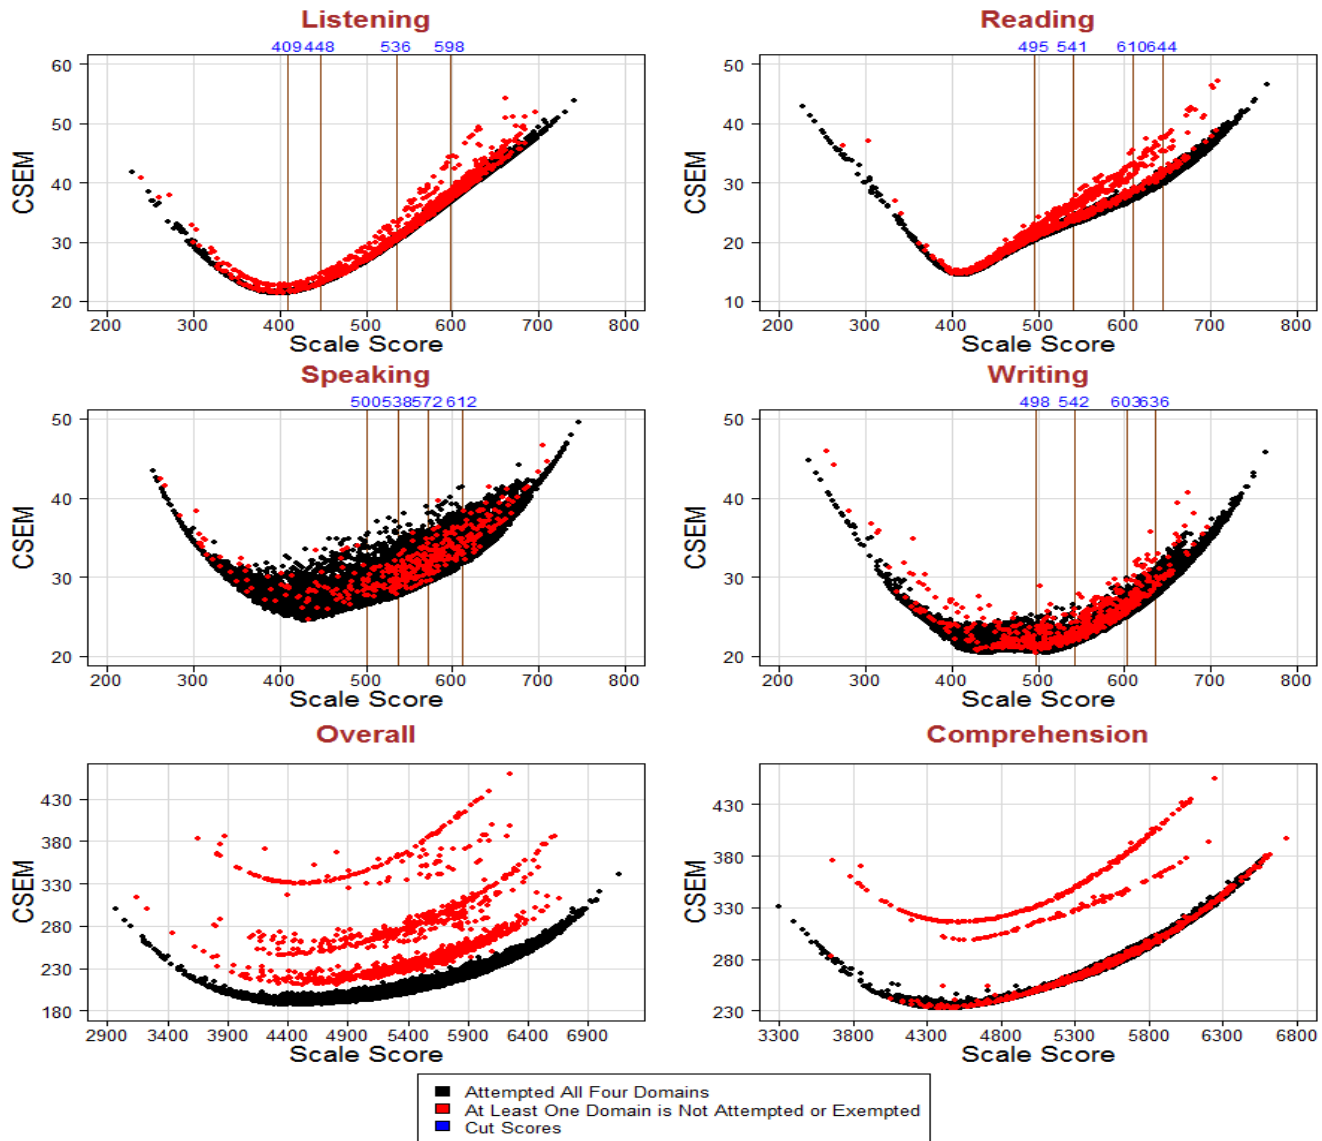 Listening
409 448 536 598
60
50
40
30
20
CSEM
200 300 400 500 600 700 800
Scale Score
Reading
495 541 610 644
50
40
30
20
10
CSEM
200 300 400 500 600 700 800
Scale Score
Speaking
500 538 572 612
50
40
30
20
CSEM
200 300 400 500 600 700 800
Scale Score
Writing
498 542 603 636
50
40
30
20
CSEM
200 300 400 500 600 700 800
Scale Score
Overall
430
380
330
280
230
180
CSEM
2900 3400 3900 4400 4900 5400 5900 6400 6900
Scale Score
Comprehension
430
380
330
280
230
CSEM
3300 3800 4300 4800 5300 5800 6300 6800
Scale Score
Attempted All Four Domains
At Least One Domain is Not Attempted or Exempted
Cut Scores